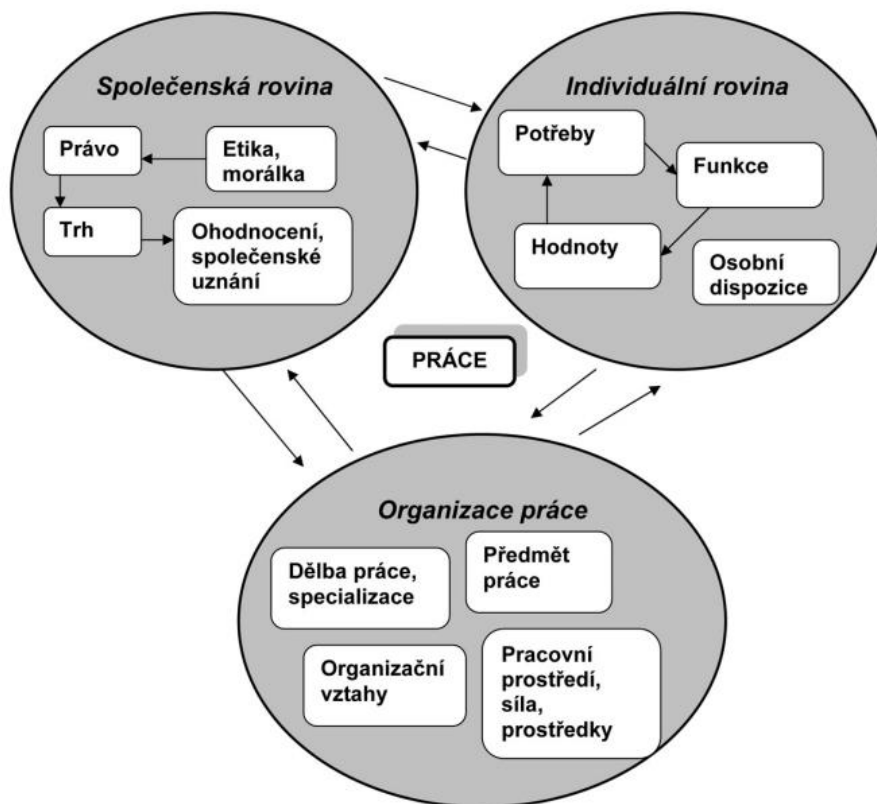 Společenská rovina
Právo
Etika,
morálka
Trh
Ohodnocení,
společenské
uznání
Individuální rovina
Potřeby
Funkce
Hodnoty
Osobní
dispozice
PRÁCE
Organizace práce
Dělba práce,
specializace
Předmět
práce
Organizační
vztahy
Pracovní
prostředí,
síla,
prostředky